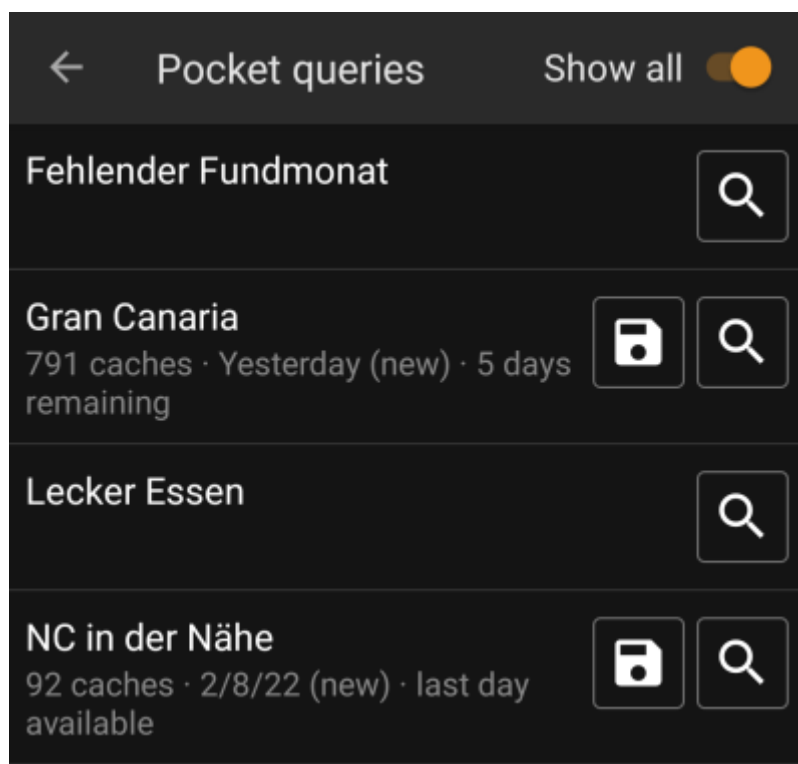 Pocket queries Show all
Fehlender Fundmonat
Gran Canaria
791 caches · Yesterday (new) · 5 days
remaining
Lecker Essen
NC in der Nähe
92 caches · 2/8/22 (new) · last day
available